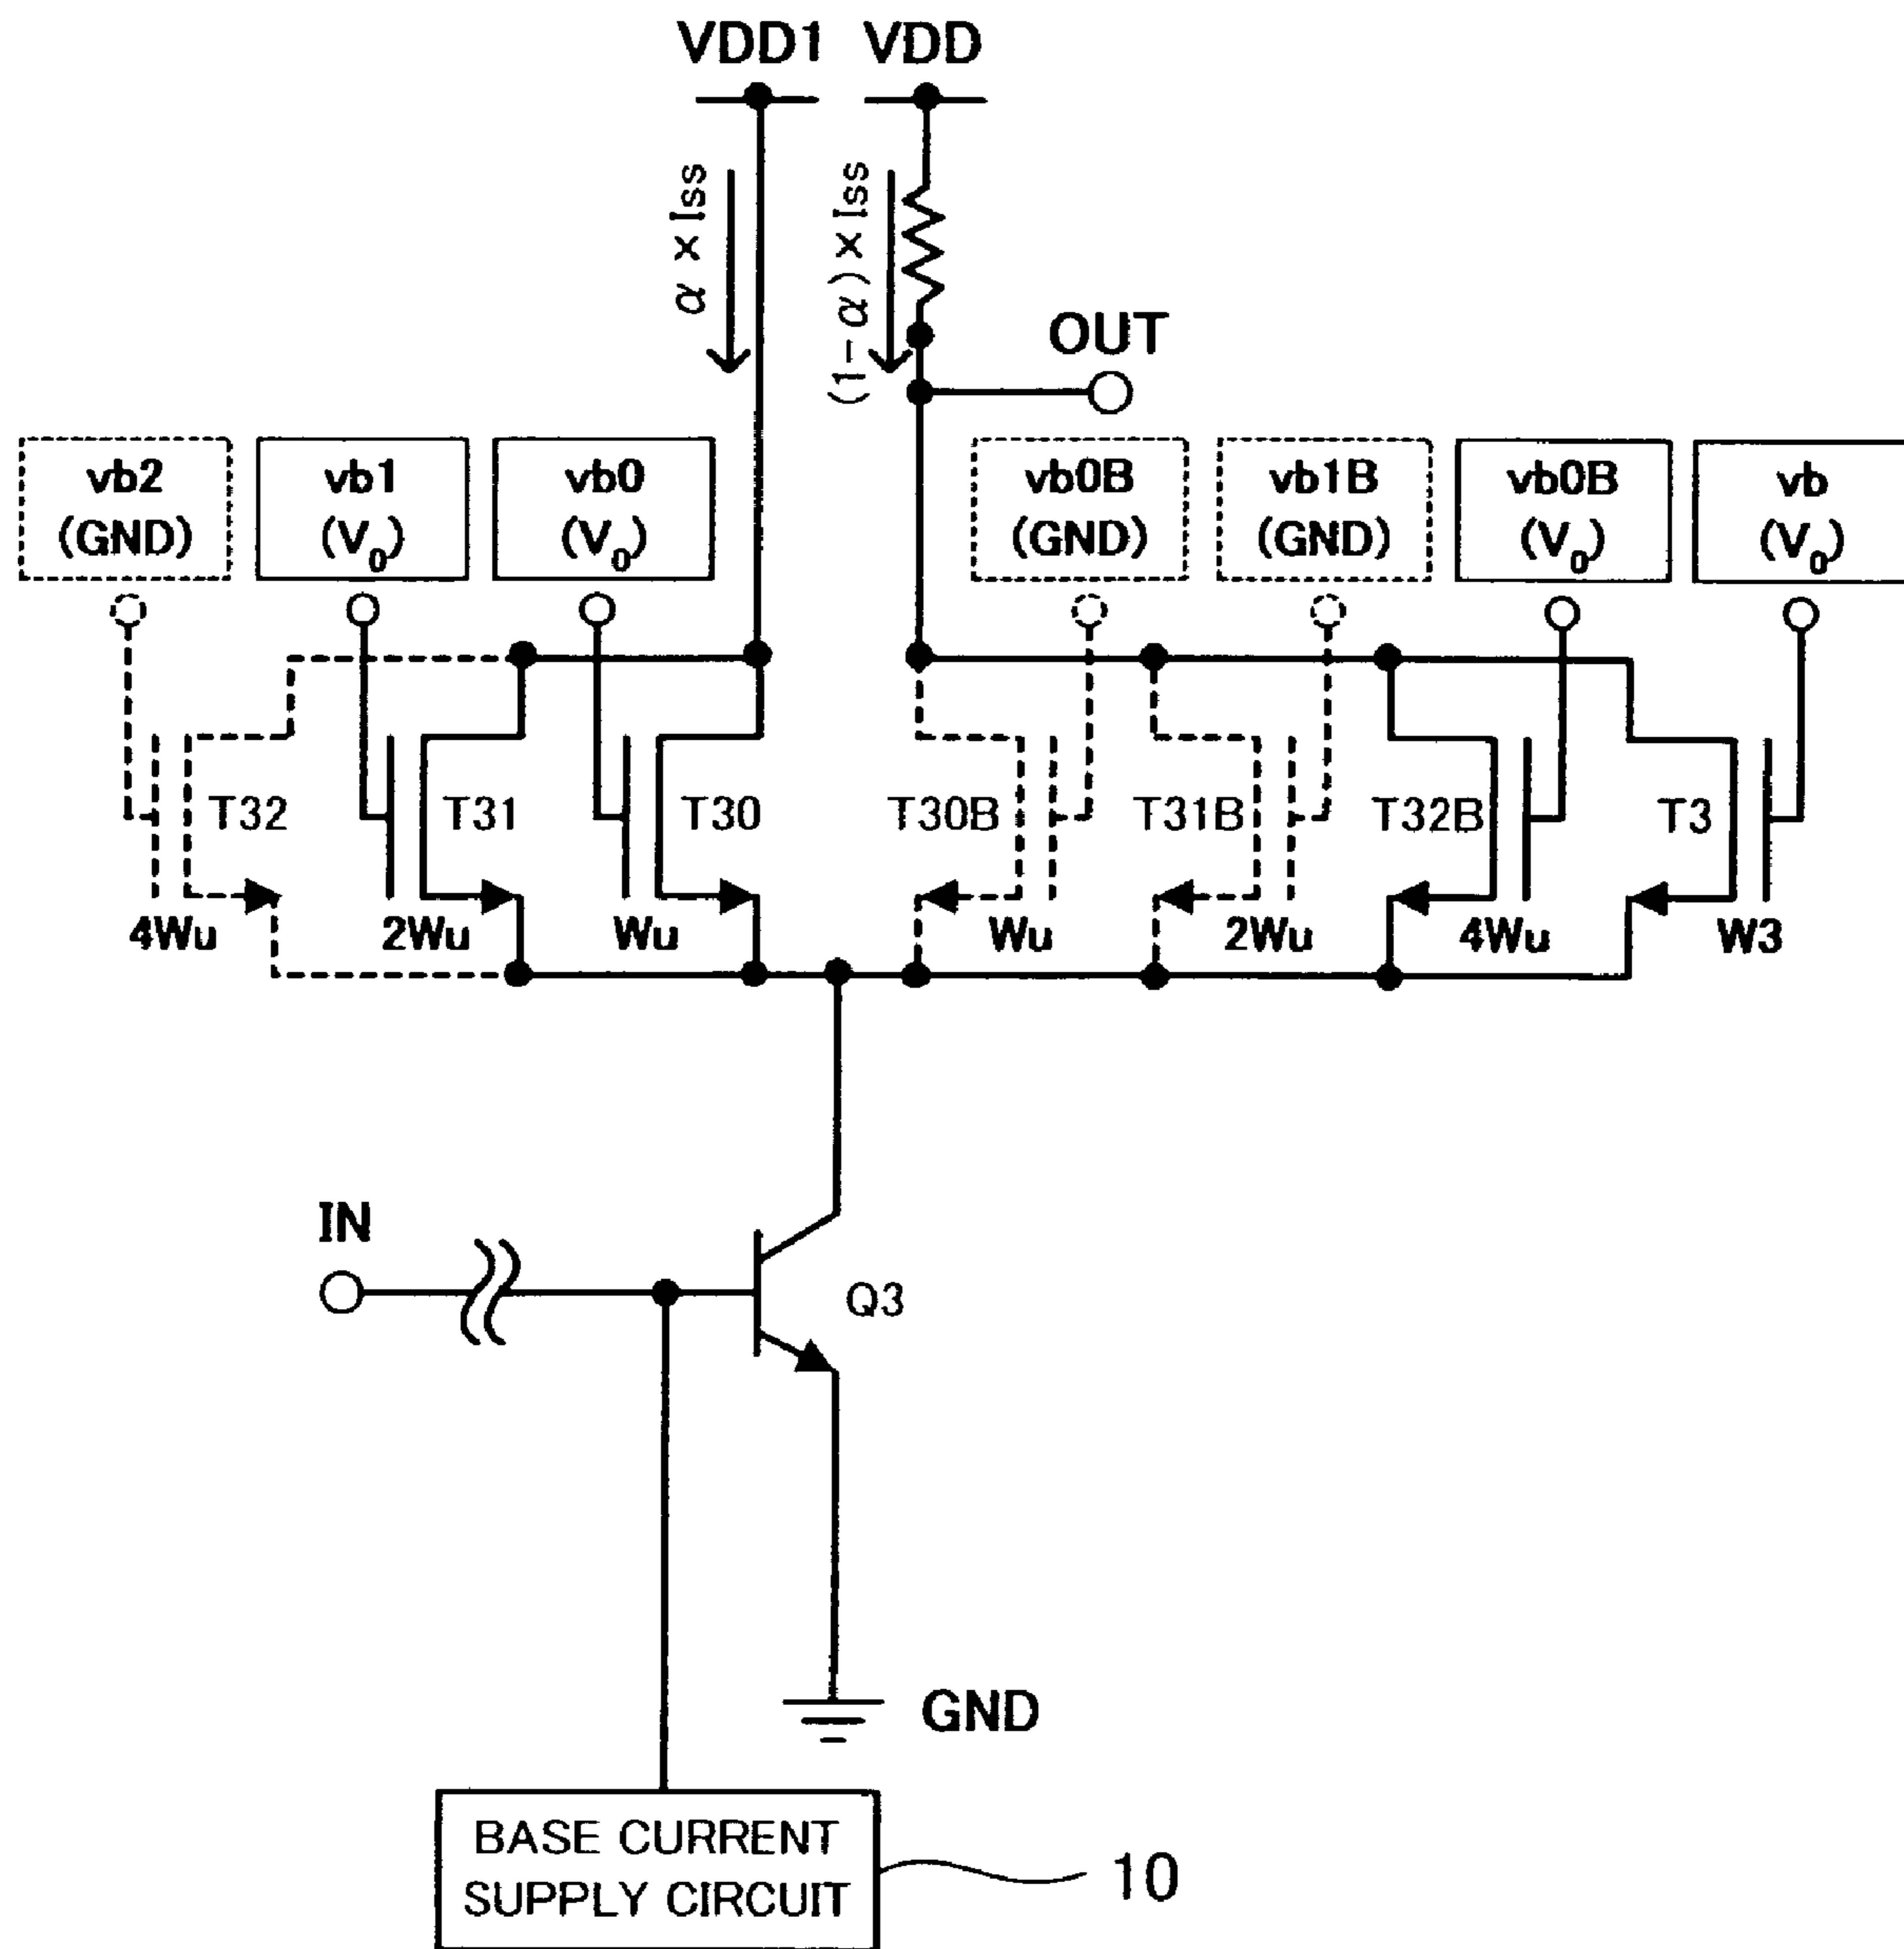 VDD1 VDD
α × Iss
(1-α) × Iss
OUT
vb2
(GND)
vb1
(V₀)
vb0
(V₀)
vb0B
(GND)
vb1B
(GND)
vb0B
(V₀)
vb
(V₀)
T32 T31 T30 T30B T31B T32B T3
4Wu 2Wu Wu Wu 2Wu 4Wu W3
IN
Q3
GND
BASE CURRENT
SUPPLY CIRCUIT
10